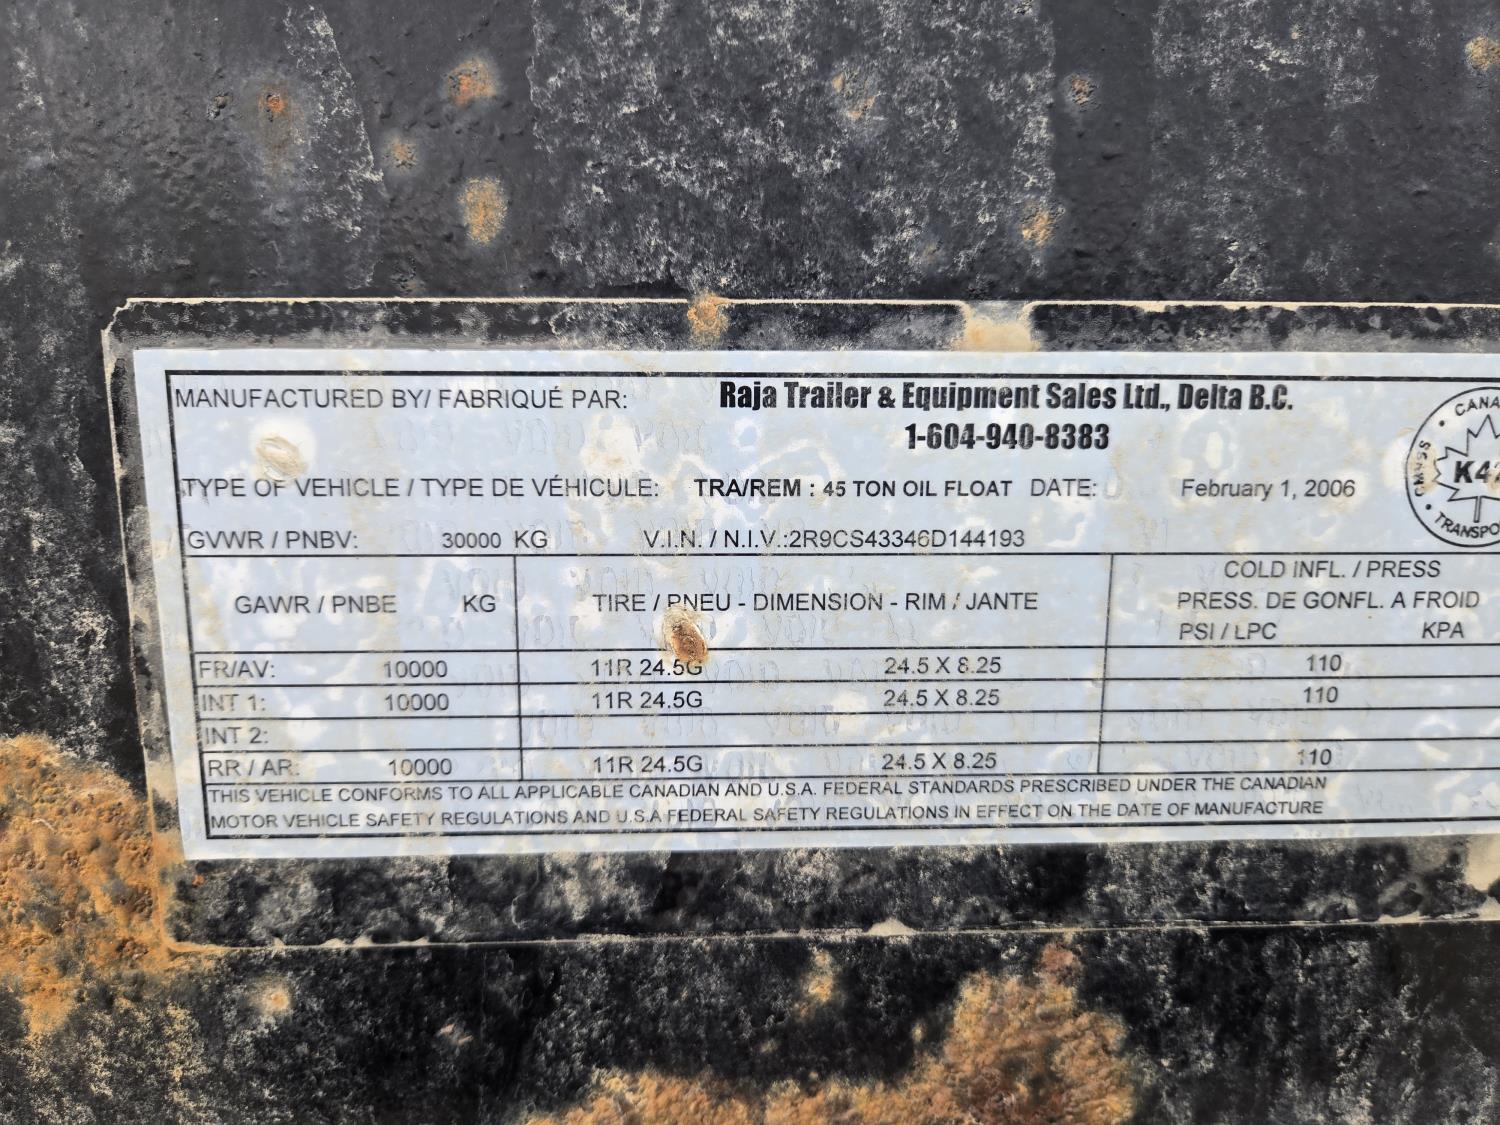 MANUFACTURED BY/ FABRIQUÉ PAR: Raja Trailer & Equipment Sales Ltd., Delta B.C.
1-604-940-8383
TYPE OF VEHICLE / TYPE DE VÉHICULE: TRA/REM : 45 TON OIL FLOAT DATE: February 1, 2006
GVWR / PNBV: 30000 KG V.I.N. / N.I.V.:2R9CS43346D144193
COLD INFL. / PRESS
GAWR / PNBE KG TIRE / PNEU - DIMENSION - RIM / JANTE PRESS. DE GONFL. A FROID
PSI / LPC KPA
FR/AV: 10000 11R 24.5G 24.5 X 8.25 110
INT 1: 10000 11R 24.5G 24.5 X 8.25 110
INT 2:
RR / AR: 10000 11R 24.5G 24.5 X 8.25 110
THIS VEHICLE CONFORMS TO ALL APPLICABLE CANADIAN AND U.S.A. FEDERAL STANDARDS PRESCRIBED UNDER THE CANADIAN
MOTOR VEHICLE SAFETY REGULATIONS AND U.S.A FEDERAL SAFETY REGULATIONS IN EFFECT ON THE DATE OF MANUFACTURE